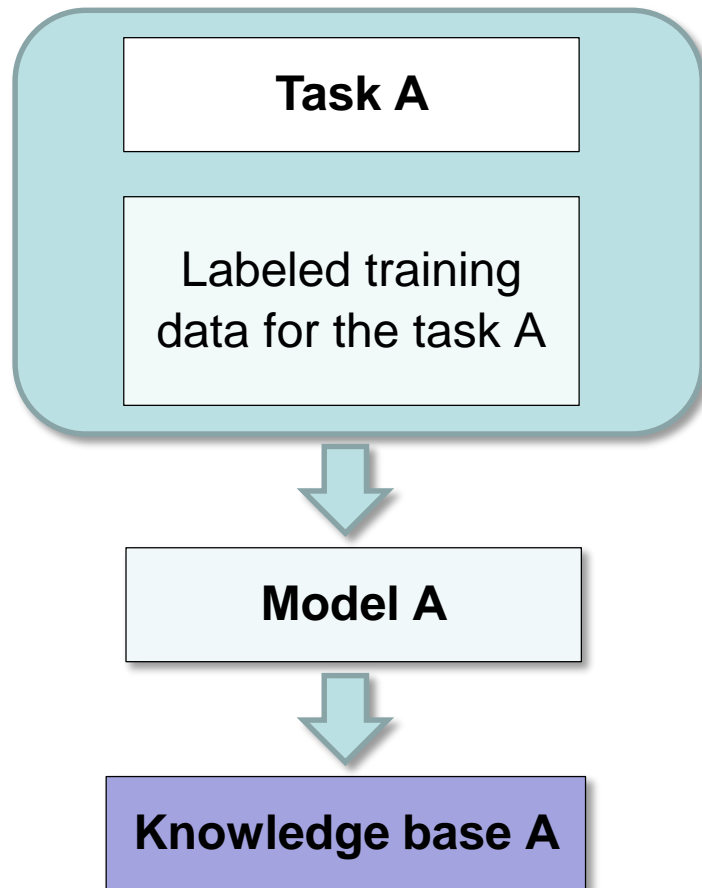 Task A
Labeled training
data for the task A
Model A
Knowledge base A